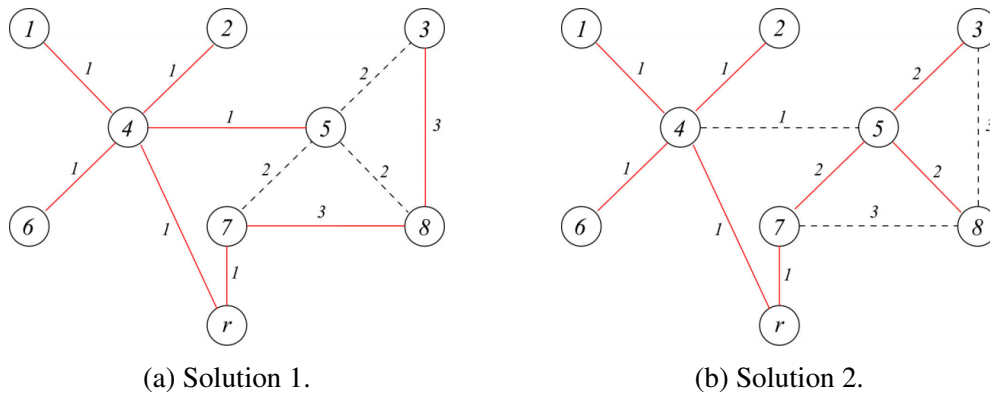 1 2 3 1 2 3
1 1 2 1 1 2
4 1 5 3 4 1 5 3
1 2 2 1 2 2
6 7 3 8 6 7 3 8
1 1 1 1
r r
(a) Solution 1. (b) Solution 2.